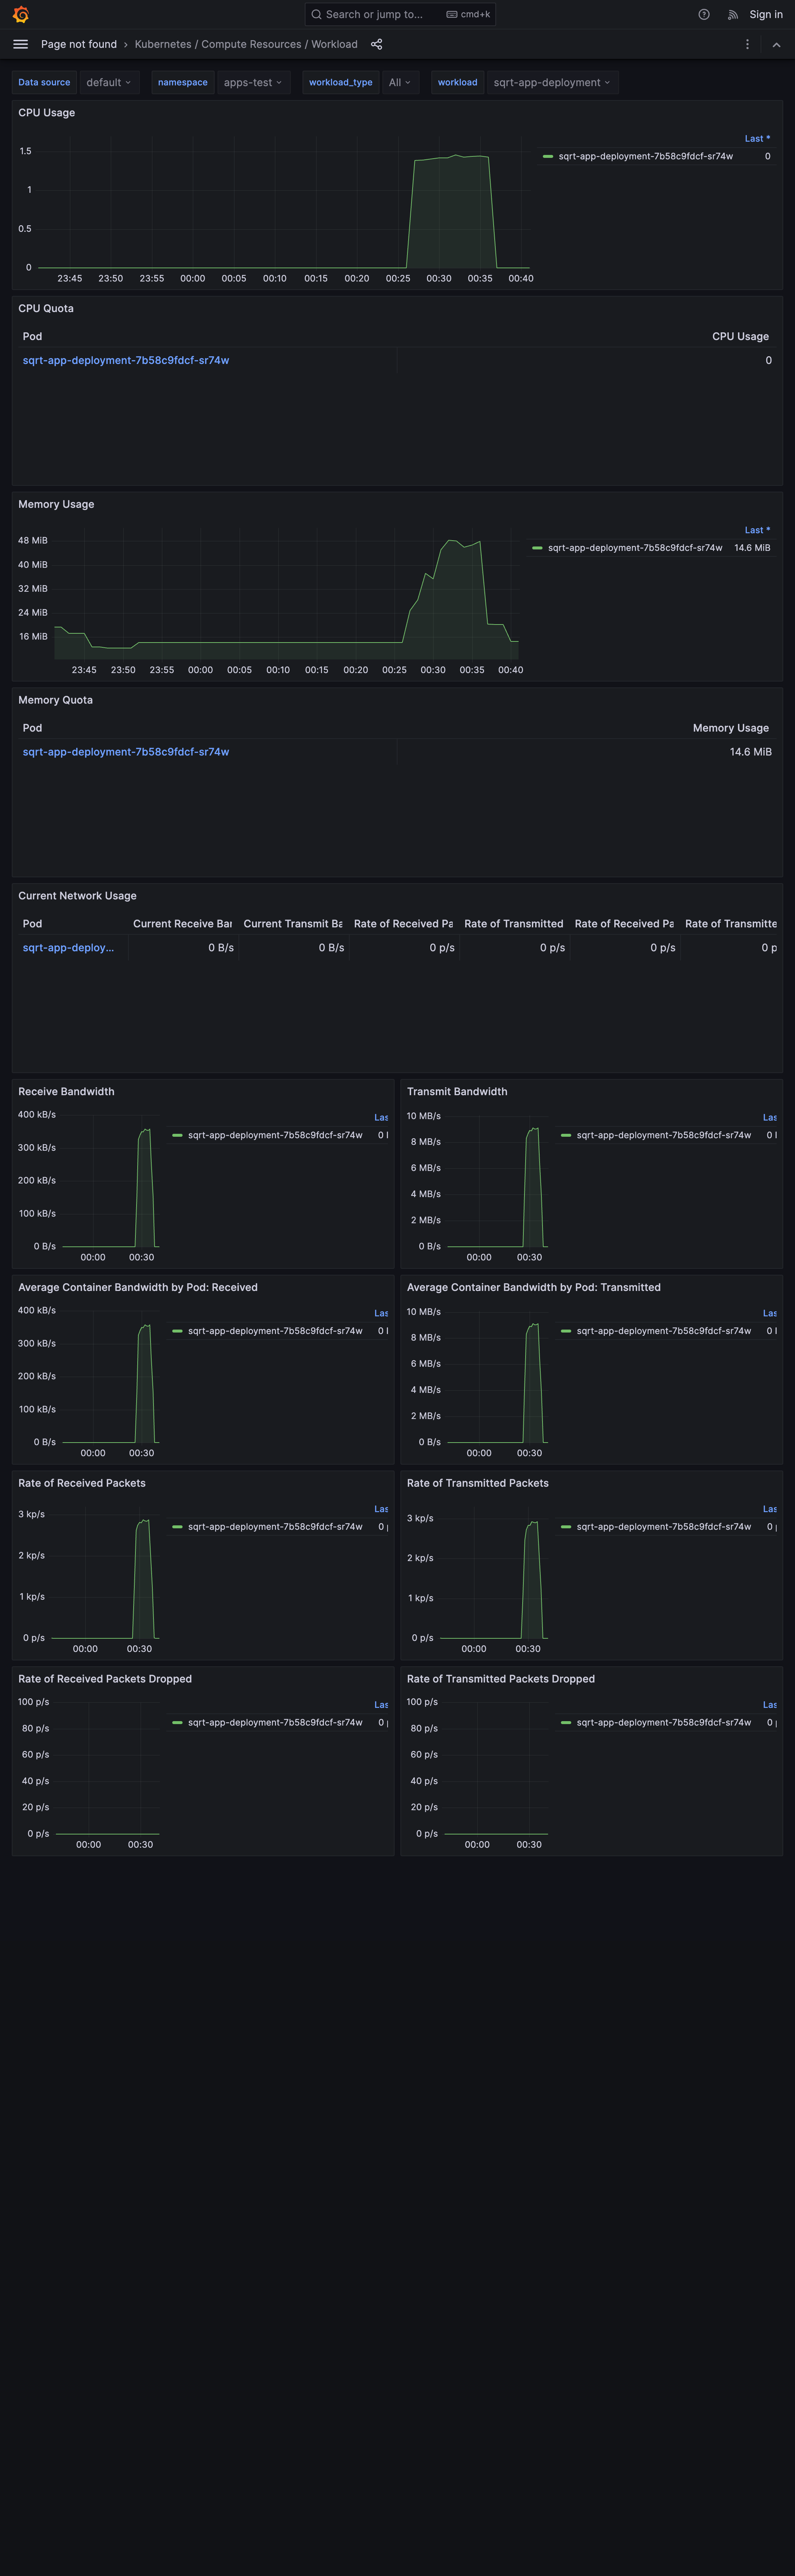 Search or jump to... cmd+k Sign in
Page not found › Kubernetes / Compute Resources / Workload
Data source default namespace apps-test workload_type All workload sqrt-app-deployment
CPU Usage
Last *
sqrt-app-deployment-7b58c9fdcf-sr74w 0
1.5
1
0.5
0
23:45 23:50 23:55 00:00 00:05 00:10 00:15 00:20 00:25 00:30 00:35 00:40
CPU Quota
Pod CPU Usage
sqrt-app-deployment-7b58c9fdcf-sr74w 0
Memory Usage
Last *
sqrt-app-deployment-7b58c9fdcf-sr74w 14.6 MiB
48 MiB
40 MiB
32 MiB
24 MiB
16 MiB
23:45 23:50 23:55 00:00 00:05 00:10 00:15 00:20 00:25 00:30 00:35 00:40
Memory Quota
Pod Memory Usage
sqrt-app-deployment-7b58c9fdcf-sr74w 14.6 MiB
Current Network Usage
Pod Current Receive Bar Current Transmit Ba Rate of Received Pa Rate of Transmitted Rate of Received Pa Rate of Transmitte
sqrt-app-deploy... 0 B/s 0 B/s 0 p/s 0 p/s 0 p/s 0 p
Receive Bandwidth
Las
sqrt-app-deployment-7b58c9fdcf-sr74w 0
400 kB/s
300 kB/s
200 kB/s
100 kB/s
0 B/s
00:00 00:30
Transmit Bandwidth
Las
sqrt-app-deployment-7b58c9fdcf-sr74w 0
10 MB/s
8 MB/s
6 MB/s
4 MB/s
2 MB/s
0 B/s
00:00 00:30
Average Container Bandwidth by Pod: Received
Las
sqrt-app-deployment-7b58c9fdcf-sr74w 0
400 kB/s
300 kB/s
200 kB/s
100 kB/s
0 B/s
00:00 00:30
Average Container Bandwidth by Pod: Transmitted
Las
sqrt-app-deployment-7b58c9fdcf-sr74w 0
10 MB/s
8 MB/s
6 MB/s
4 MB/s
2 MB/s
0 B/s
00:00 00:30
Rate of Received Packets
Las
sqrt-app-deployment-7b58c9fdcf-sr74w 0
3 kp/s
2 kp/s
1 kp/s
0 p/s
00:00 00:30
Rate of Transmitted Packets
Las
sqrt-app-deployment-7b58c9fdcf-sr74w 0
3 kp/s
2 kp/s
1 kp/s
0 p/s
00:00 00:30
Rate of Received Packets Dropped
Las
sqrt-app-deployment-7b58c9fdcf-sr74w 0
100 p/s
80 p/s
60 p/s
40 p/s
20 p/s
0 p/s
00:00 00:30
Rate of Transmitted Packets Dropped
Las
sqrt-app-deployment-7b58c9fdcf-sr74w 0
100 p/s
80 p/s
60 p/s
40 p/s
20 p/s
0 p/s
00:00 00:30